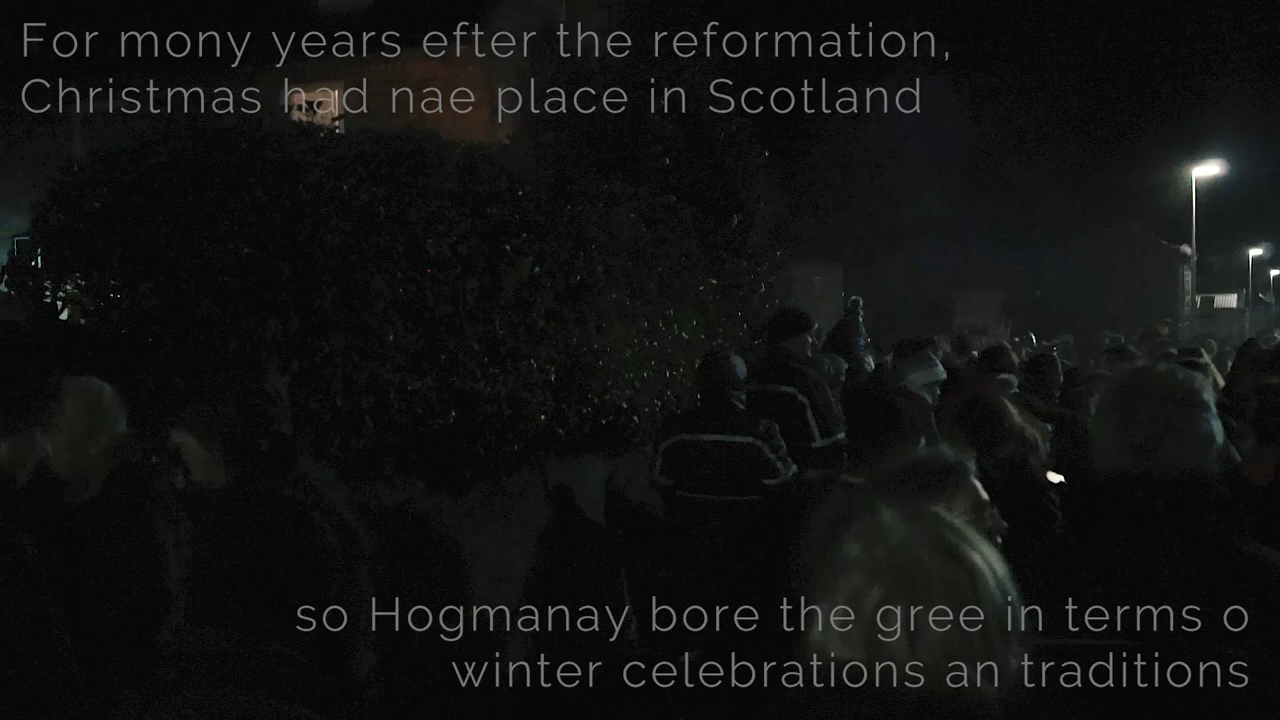 For mony years efter the reformation,
Christmas had nae place in Scotland
so Hogmanay bore the gree in terms o
winter celebrations an traditions